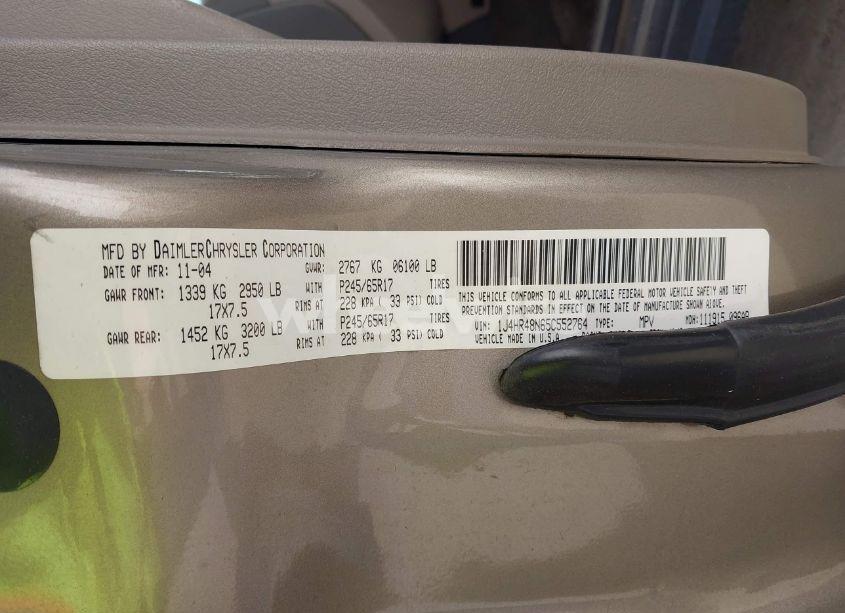 MFD BY DAIMLERCHRYSLER CORPORATION
DATE OF MFR: 11-04 GVWR: 2767 KG 06100 LB
GAWR FRONT: 1339 KG 2950 LB WITH P245/65R17 TIRES
17X7.5 RIMS AT 228 KPA ( 33 PSI) COLD
GAWR REAR: 1452 KG 3200 LB WITH P245/65R17 TIRES
17X7.5 RIMS AT 228 KPA ( 33 PSI) COLD
THIS VEHICLE CONFORMS TO ALL APPLICABLE FEDERAL MOTOR VEHICLE SAFETY AND THEFT
PREVENTION STANDARDS IN EFFECT ON THE DATE OF MANUFACTURE SHOWN ABOVE.
VIN: 1J4HR48N65C552764 TYPE: MPV MDH: 111915
VEHICLE MADE IN U.S.A.